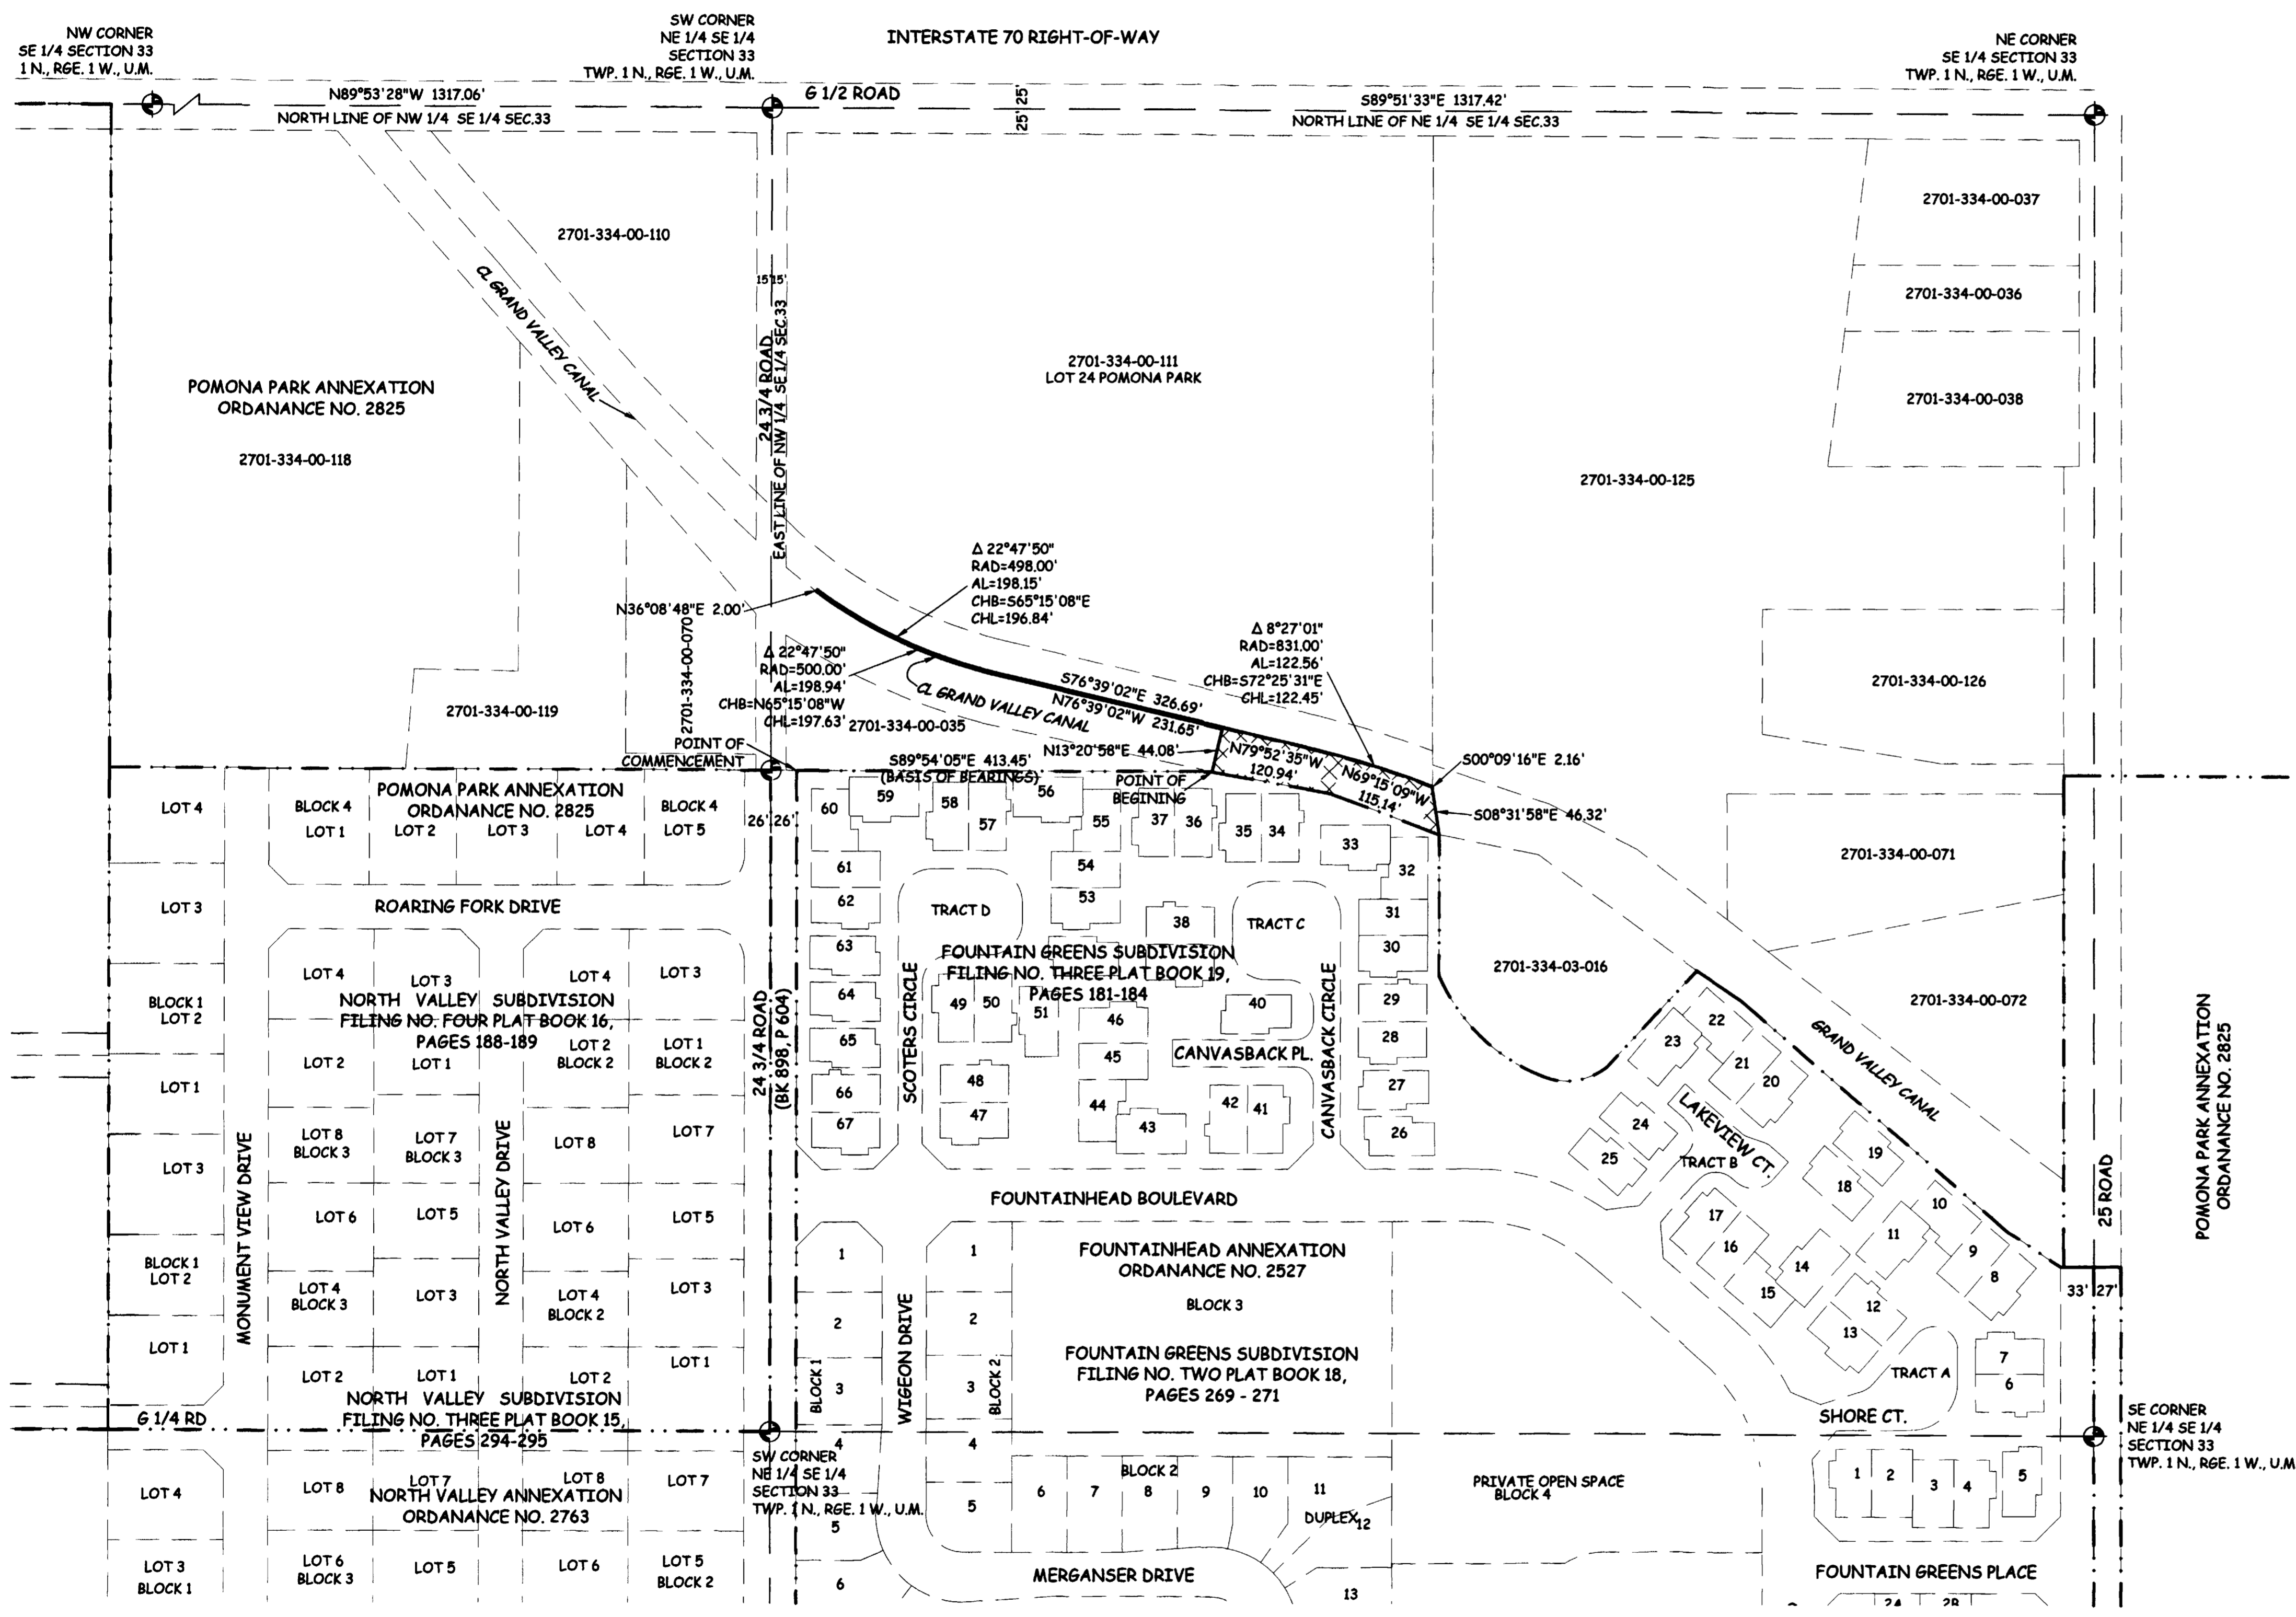 NW CORNER
SE 1/4 SECTION 33
1 N., RGE. 1 W., U.M.
SW CORNER
NE 1/4 SE 1/4
SECTION 33
TWP. 1 N., RGE. 1 W., U.M.
INTERSTATE 70 RIGHT-OF-WAY
NE CORNER
SE 1/4 SECTION 33
TWP. 1 N., RGE. 1 W., U.M.
N89°53'28"W 1317.06'
NORTH LINE OF NW 1/4 SE 1/4 SEC.33
G 1/2 ROAD
25' 25'
S89°51'33"E 1317.42'
NORTH LINE OF NE 1/4 SE 1/4 SEC.33
2701-334-00-037
2701-334-00-110
15'15'
CL GRAND VALLEY CANAL
24 3/4 ROAD
EAST LINE OF NW 1/4 SE 1/4 SEC.33
2701-334-00-036
2701-334-00-111
LOT 24 POMONA PARK
POMONA PARK ANNEXATION
ORDANANCE NO. 2825
2701-334-00-118
2701-334-00-038
2701-334-00-125
Δ 22°47'50"
RAD=498.00'
AL=198.15'
CHB=S65°15'08"E
CHL=196.84'
N36°08'48"E 2.00'
Δ 8°27'01"
RAD=831.00'
AL=122.56'
CHB=S72°25'31"E
CHL=122.45'
2701-334-00-070
Δ 22°47'50"
RAD=500.00'
AL=198.94'
CHB=N65°15'08"W
CHL=197.63'
2701-334-00-035
CL GRAND VALLEY CANAL
S76°39'02"E 326.69'
N76°39'02"W 231.65'
2701-334-00-126
2701-334-00-119
POINT OF
COMMENCEMENT
S89°54'05"E 413.45'
(BASIS OF BEARINGS)
N13°20'58"E 44.08'
N79°52'35"W
120.94'
N69°15'09"W
115.14'
S00°09'16"E 2.16'
S08°31'58"E 46.32'
POINT OF
BEGINING
2701-334-00-071
LOT 4
BLOCK 4
LOT 1
POMONA PARK ANNEXATION
ORDANANCE NO. 2825
LOT 2
LOT 3
LOT 4
BLOCK 4
LOT 5
26' 26'
60
59
58
57
56
55
37
36
35
34
33
32
61
54
62
53
LOT 3
ROARING FORK DRIVE
TRACT D
38
TRACT C
31
30
63
FOUNTAIN GREENS SUBDIVISION
FILING NO. THREE PLAT BOOK 19,
PAGES 181-184
2701-334-03-016
2701-334-00-072
LOT 4
LOT 3
LOT 4
LOT 3
BLOCK 1
LOT 2
NORTH VALLEY SUBDIVISION
FILING NO. FOUR PLAT BOOK 16,
PAGES 188-189
LOT 2
LOT 1
LOT 2
BLOCK 2
LOT 1
BLOCK 2
24 3/4 ROAD
(BK 898, P 604)
64
SCOTERS CIRCLE
49
50
51
46
40
CANVASBACK CIRCLE
29
65
45
CANVASBACK PL.
28
22
23
21
20
GRAND VALLEY CANAL
POMONA PARK ANNEXATION
ORDANANCE NO. 2825
LOT 1
66
48
44
42
41
27
LAKEVIEW CT.
67
47
43
26
24
25
TRACT B
19
18
LOT 3
MONUMENT VIEW DRIVE
LOT 8
BLOCK 3
LOT 7
BLOCK 3
NORTH VALLEY DRIVE
LOT 8
LOT 7
25 ROAD
FOUNTAINHEAD BOULEVARD
LOT 6
LOT 5
LOT 6
LOT 5
17
16
15
14
11
10
9
8
12
13
BLOCK 1
LOT 2
LOT 4
BLOCK 3
LOT 3
LOT 4
BLOCK 2
LOT 3
1
2
3
4
BLOCK 1
WIGEON DRIVE
1
2
3
4
BLOCK 2
FOUNTAINHEAD ANNEXATION
ORDANANCE NO. 2527
BLOCK 3
FOUNTAIN GREENS SUBDIVISION
FILING NO. TWO PLAT BOOK 18,
PAGES 269 - 271
33' 27'
LOT 1
LOT 2
LOT 1
LOT 2
LOT 1
TRACT A
7
6
G 1/4 RD
NORTH VALLEY SUBDIVISION
FILING NO. THREE PLAT BOOK 15,
PAGES 294-295
SHORE CT.
SE CORNER
NE 1/4 SE 1/4
SECTION 33
TWP. 1 N., RGE. 1 W., U.M
SW CORNER
NE 1/4 SE 1/4
SECTION 33
TWP. 1 N., RGE. 1 W., U.M.
LOT 4
LOT 8
LOT 7
LOT 8
LOT 7
NORTH VALLEY ANNEXATION
ORDANANCE NO. 2763
5
5
6
7
BLOCK 2
8
9
10
11
DUPLEX
12
PRIVATE OPEN SPACE
BLOCK 4
1
2
3
4
5
LOT 3
BLOCK 1
LOT 6
BLOCK 3
LOT 5
LOT 6
LOT 5
BLOCK 2
6
MERGANSER DRIVE
13
FOUNTAIN GREENS PLACE